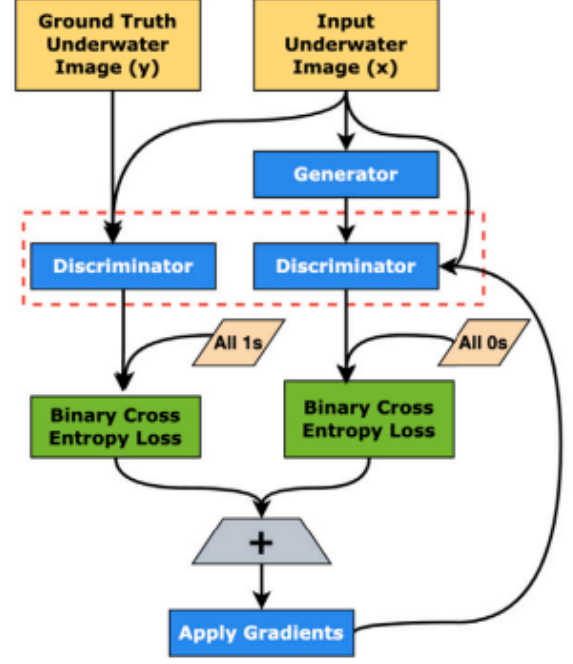 Ground Truth
Underwater
Image (y)
Input
Underwater
Image (x)
Generator
Discriminator
Discriminator
All 1s
All 0s
Binary Cross
Entropy Loss
Binary Cross
Entropy Loss
+
Apply Gradients